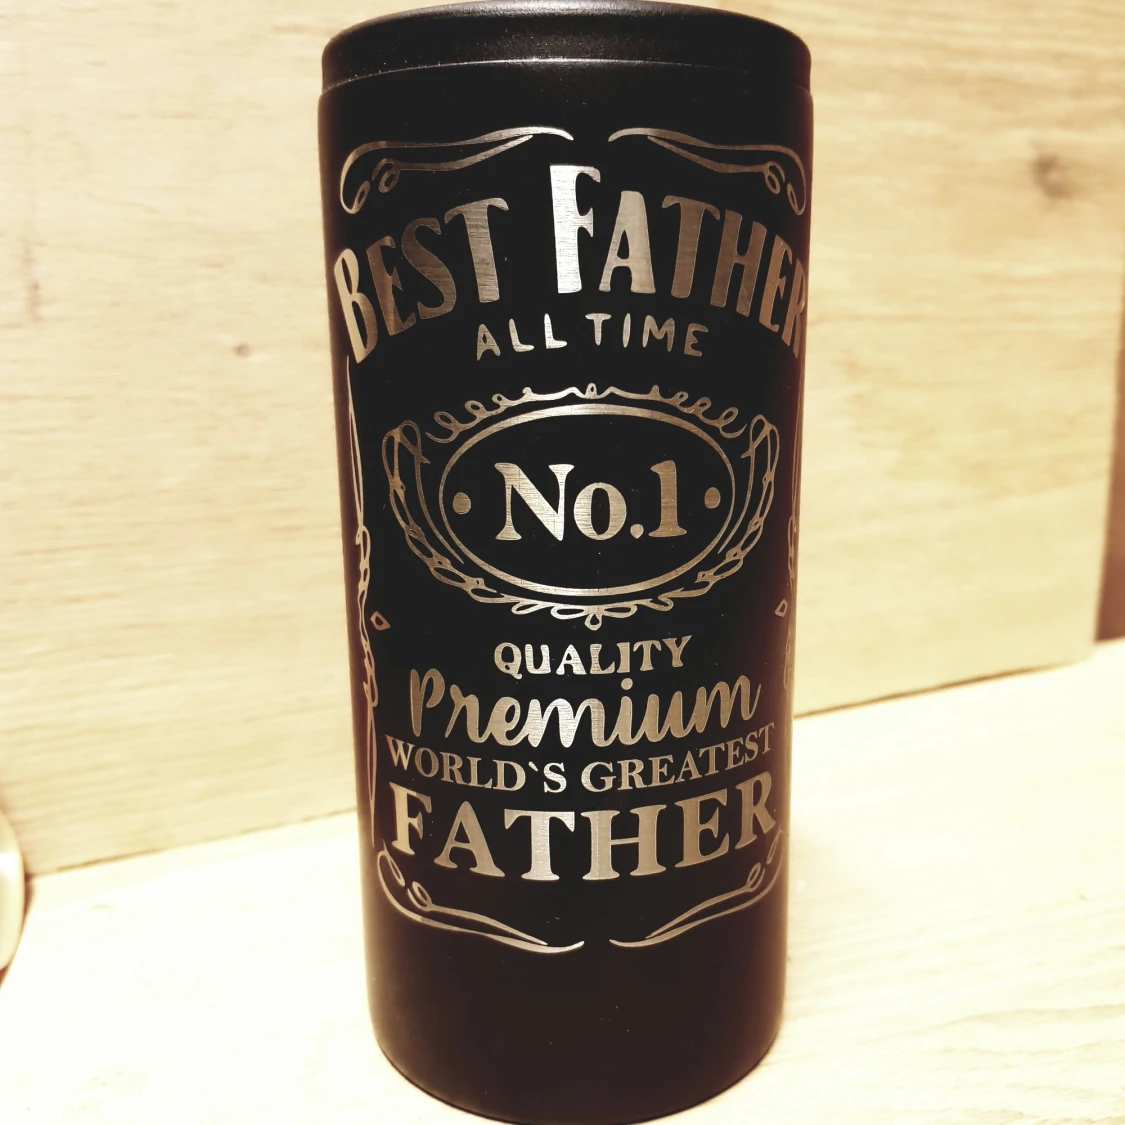 BEST FATHER
ALL TIME
No.1
QUALITY
Premium
WORLD`S GREATEST
FATHER